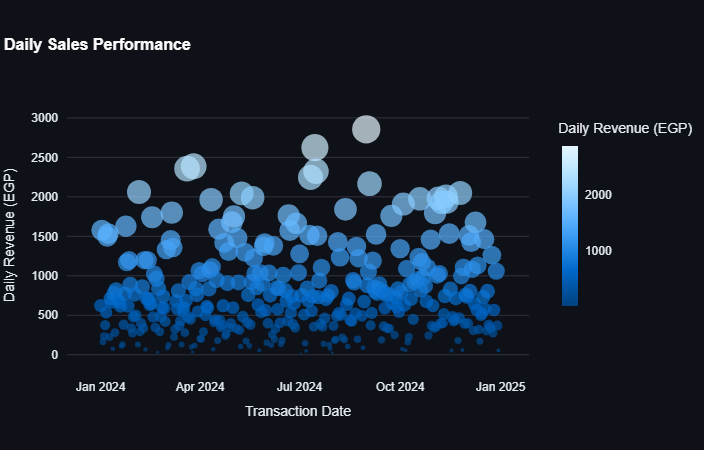 Daily Sales Performance
Daily Revenue (EGP)
3000
2500
2000
1500
1000
500
0
Daily Revenue (EGP)
2000
1000
Jan 2024 Apr 2024 Jul 2024 Oct 2024 Jan 2025
Transaction Date